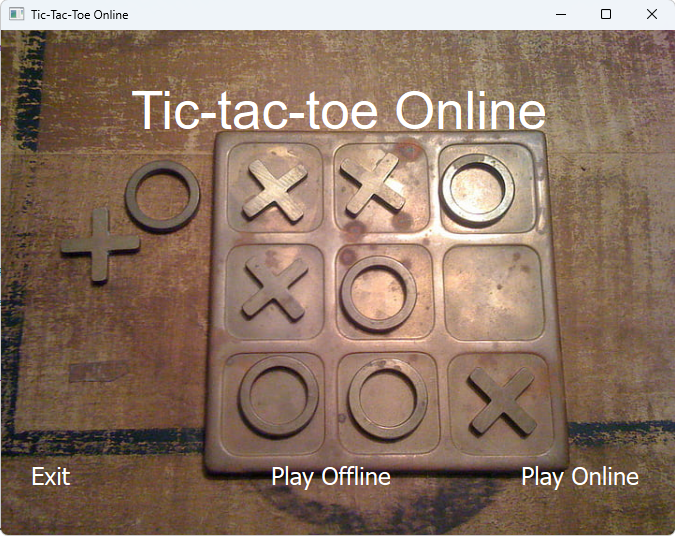 Tic-Tac-Toe Online
Tic-tac-toe Online
Exit
Play Offline
Play Online